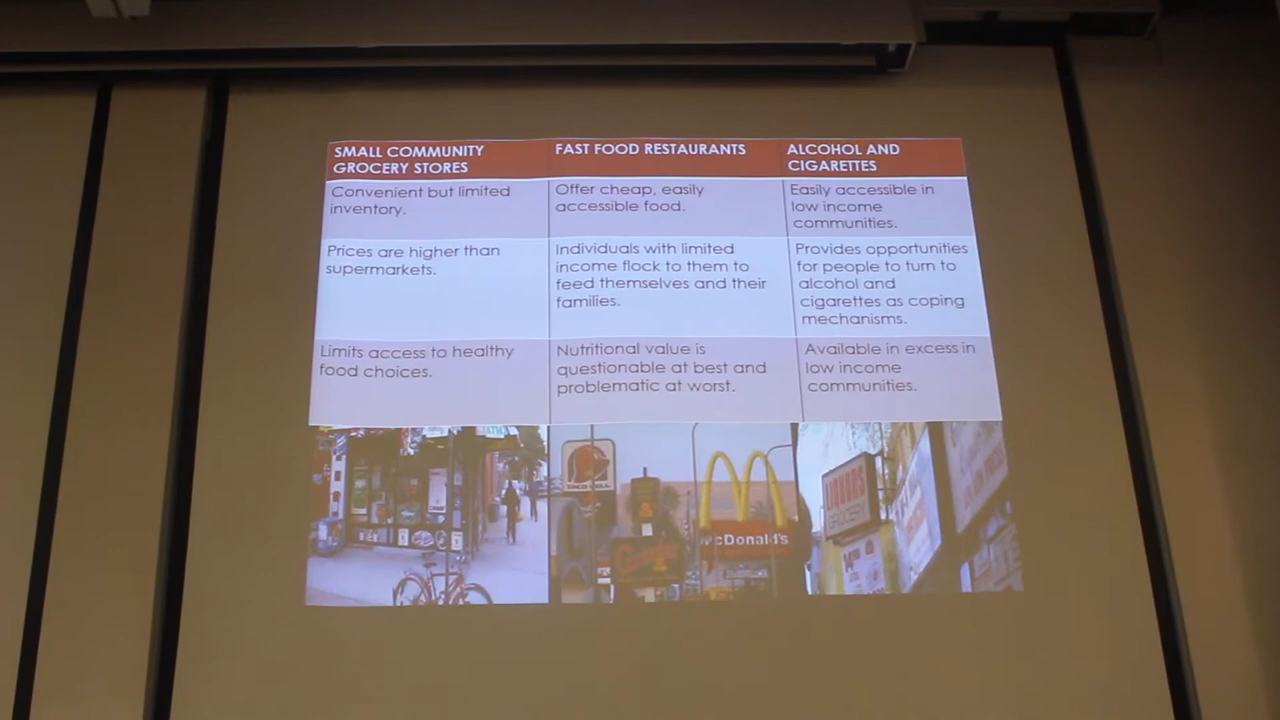 SMALL COMMUNITY
GROCERY STORES
FAST FOOD RESTAURANTS
ALCOHOL AND
CIGARETTES
Convenient but limited
inventory.
Offer cheap, easily
accessible food.
Easily accessible in
low income
communities.
Prices are higher than
supermarkets.
Individuals with limited
income flock to them to
feed themselves and their
families.
Provides opportunities
for people to turn to
alcohol and
cigarettes as coping
mechanisms.
Limits access to healthy
food choices.
Nutritional value is
questionable at best and
problematic at worst.
Available in excess in
low income
communities.
TACO BELL
McDonald's
LIQUORS
GROCERY